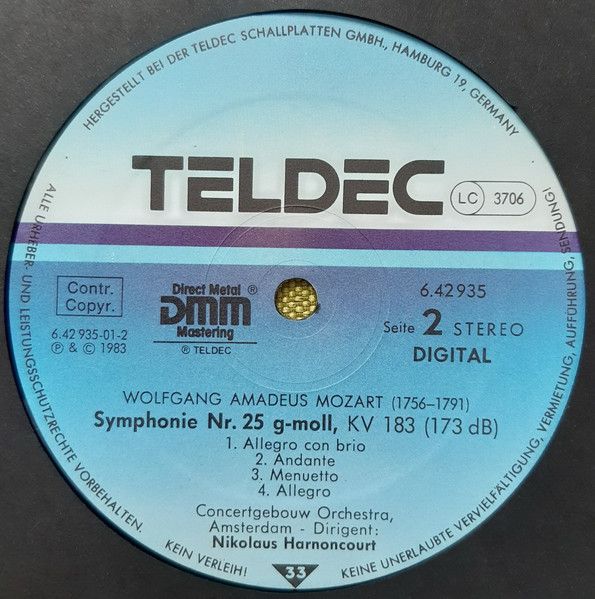 HERGESTELLT BEI DER TELDEC SCHALLPLATTEN GMBH, HAMBURG 19, GERMANY
TELDEC
LC 3706
Contr.
Copyr.
6.42 935-01-2
Ⓟ & © 1983
Direct Metal ®
DMM
Mastering
® TELDEC
6.42935
Seite 2 STEREO
DIGITAL
WOLFGANG AMADEUS MOZART (1756–1791)
Symphonie Nr. 25 g-moll, KV 183 (173 dB)
1. Allegro con brio
2. Andante
3. Menuetto
4. Allegro
Concertgebouw Orchestra,
Amsterdam - Dirigent:
Nikolaus Harnoncourt
33
ALLE URHEBER- UND LEISTUNGSSCHUTZRECHTE VORBEHALTEN.
KEIN VERLEIH!
KEINE UNERLAUBTE VERVIELFÄLTIGUNG, VERMIETUNG, AUFFÜHRUNG, SENDUNG!